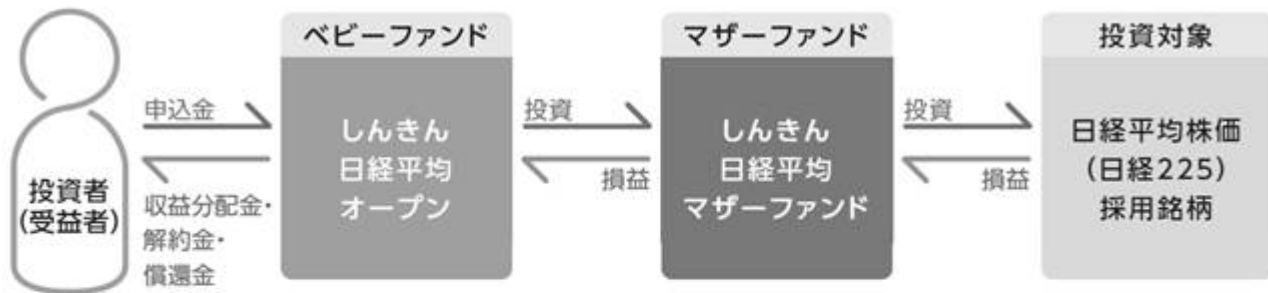 投資者
(受益者)
申込金
収益分配金・
解約金・
償還金
ベビーファンド
しんきん
日経平均
オープン
投資
損益
マザーファンド
しんきん
日経平均
マザーファンド
投資
損益
投資対象
日経平均株価
(日経225)
採用銘柄